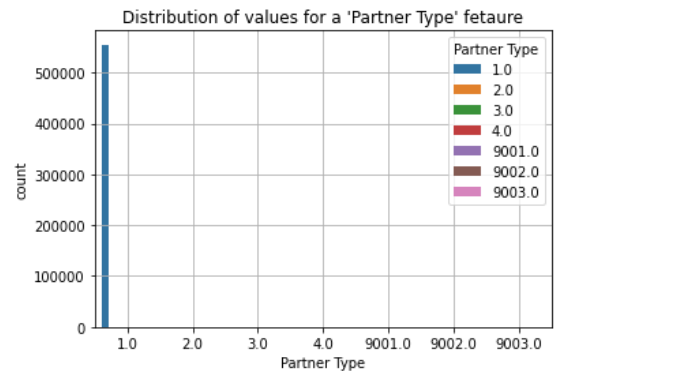 Distribution of values for a 'Partner Type' fetaure
Partner Type
1.0
2.0
3.0
4.0
9001.0
9002.0
9003.0
500000
400000
300000
200000
100000
0
count
1.0 2.0 3.0 4.0 9001.0 9002.0 9003.0
Partner Type